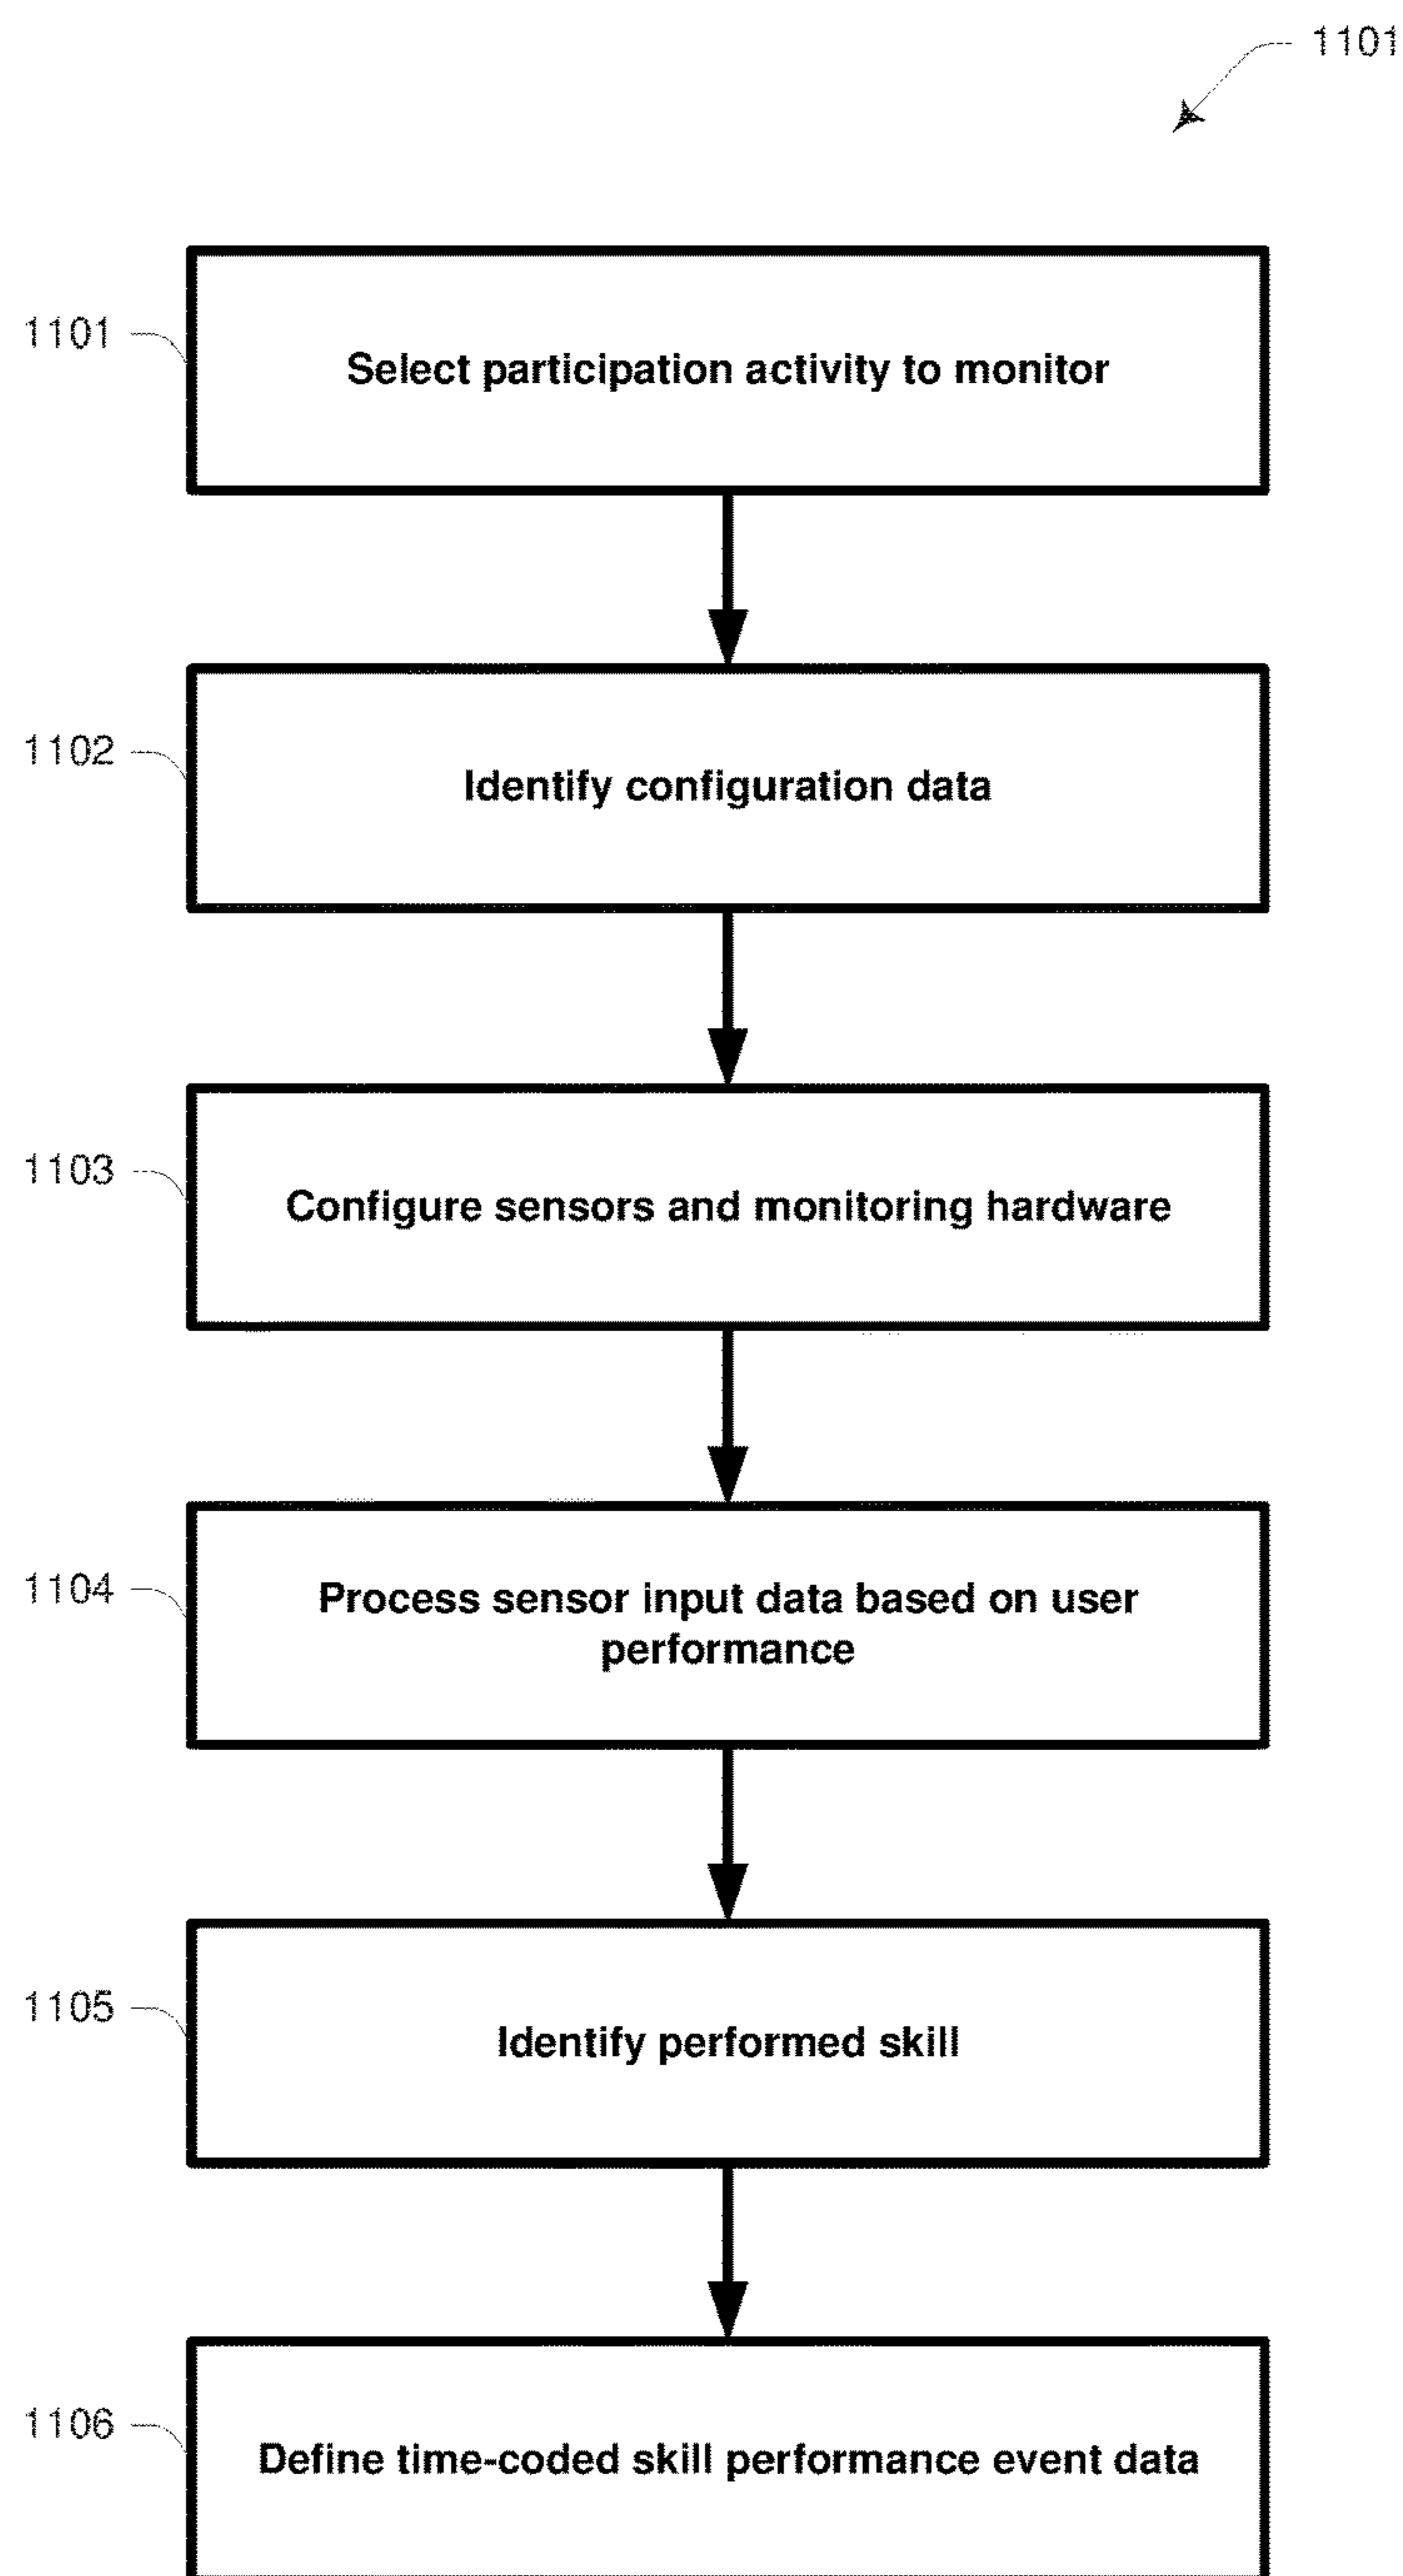 1101
1101
Select participation activity to monitor
1102
Identify configuration data
1103
Configure sensors and monitoring hardware
1104
Process sensor input data based on user
performance
1105
Identify performed skill
1106
Define time-coded skill performance event data